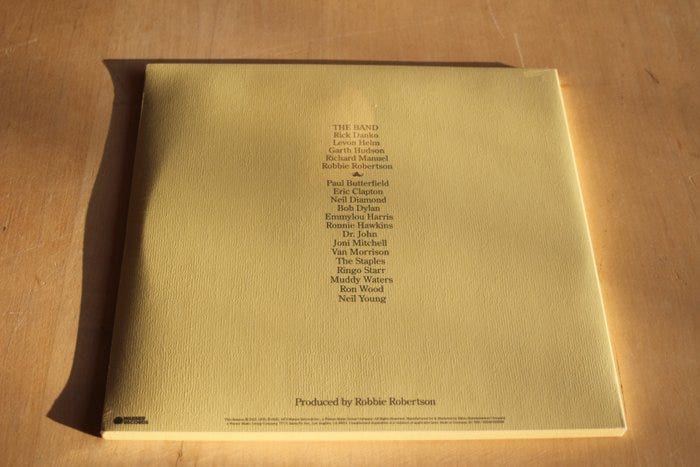 THE BAND
Rick Danko
Levon Helm
Garth Hudson
Richard Manuel
Robbie Robertson
Paul Butterfield
Eric Clapton
Neil Diamond
Bob Dylan
Emmylou Harris
Ronnie Hawkins
Dr. John
Joni Mitchell
Van Morrison
The Staples
Ringo Starr
Muddy Waters
Ron Wood
Neil Young
Produced by Robbie Robertson
WARNER
RECORDS